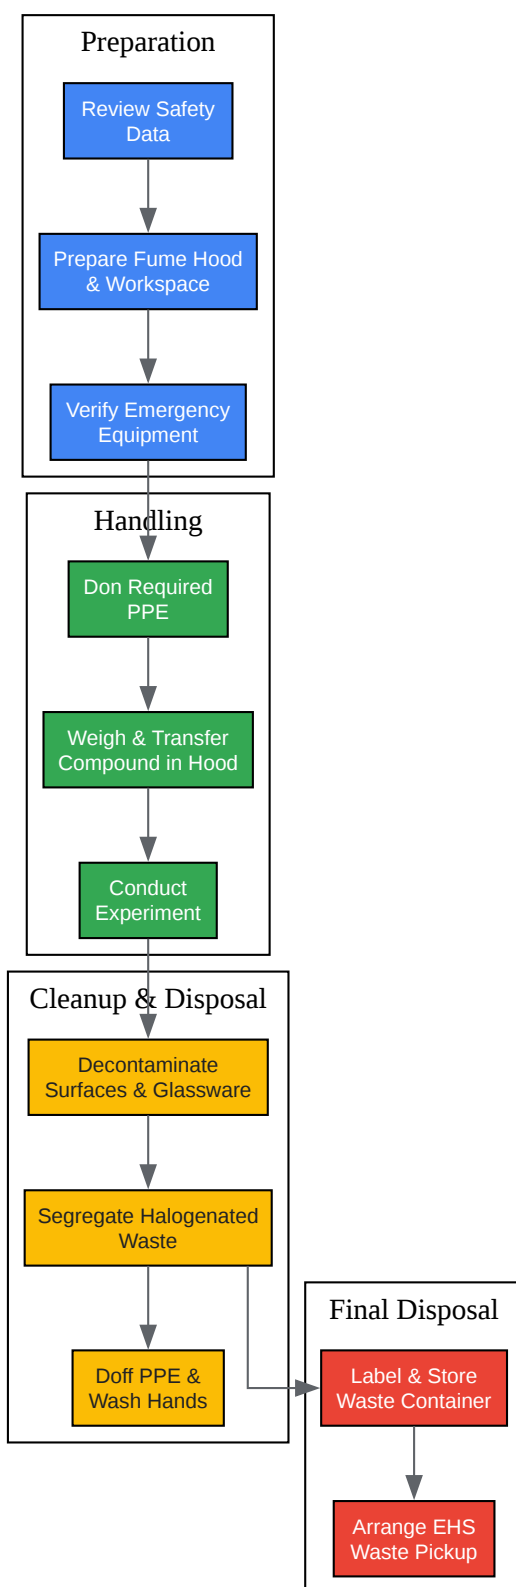 Preparation
Review Safety
Data
Prepare Fume Hood
& Workspace
Verify Emergency
Equipment
Handling
Don Required
PPE
Weigh & Transfer
Compound in Hood
Conduct
Experiment
Cleanup & Disposal
Decontaminate
Surfaces & Glassware
Segregate Halogenated
Waste
Doff PPE &
Wash Hands
Final Disposal
Label & Store
Waste Container
Arrange EHS
Waste Pickup